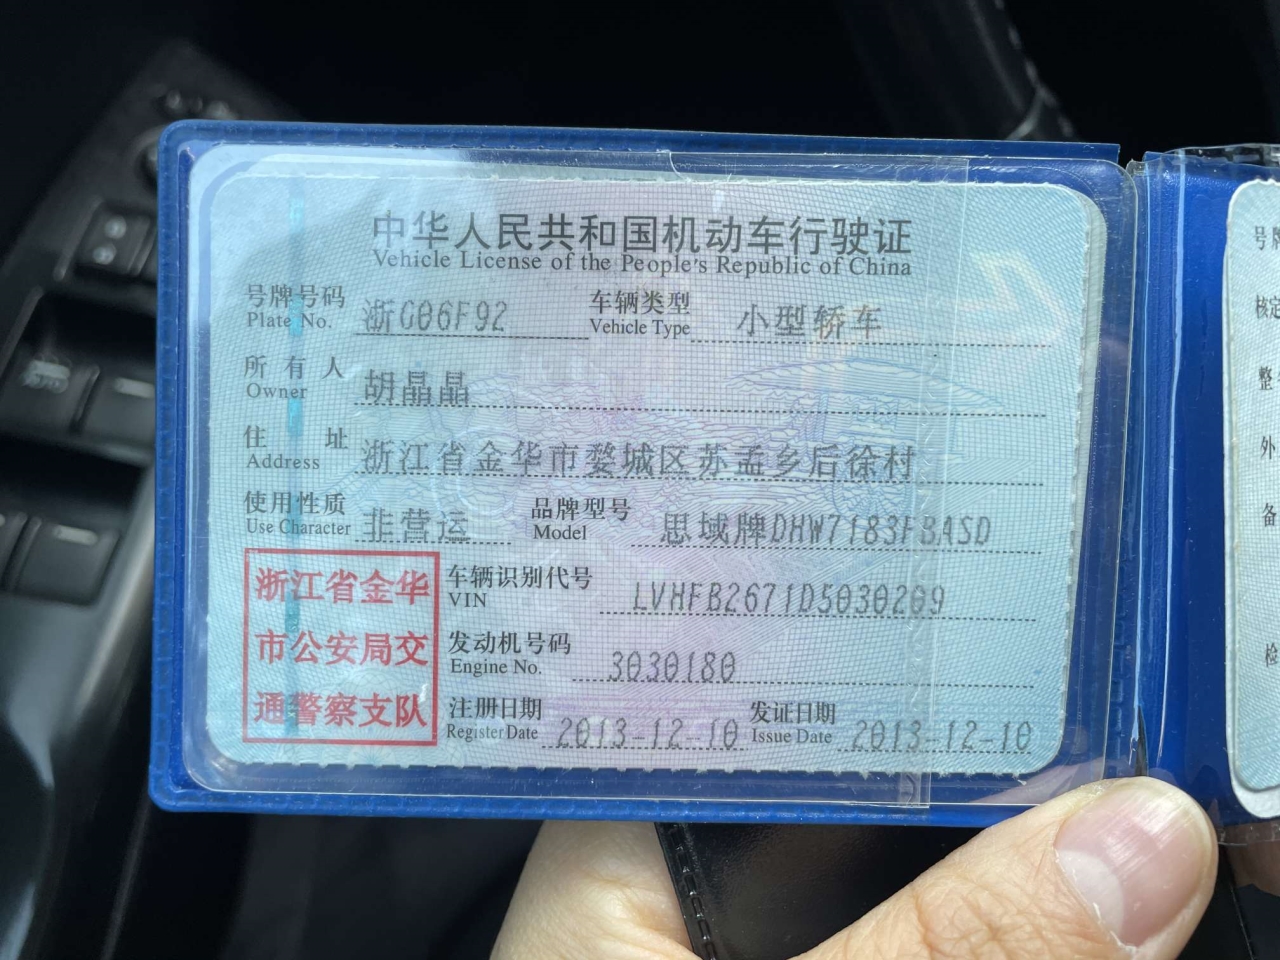 中华人民共和国机动车行驶证
Vehicle License of the People's Republic of China
号牌号码 浙G06F92 车辆类型 小型轿车
Plate No. Vehicle Type
所有人 胡晶晶
Owner
住址 浙江省金华市婺城区苏孟乡后徐村
Address
使用性质 非营运 品牌型号 思域牌DHW7183FBASD
Use Character Model
浙江省金华
市公安局交
通警察支队
车辆识别代号 LVHFB2671D5030209
VIN
发动机号码 3030180
Engine No.
注册日期 2013-12-10 发证日期 2013-12-10
Register Date Issue Date
号牌
核定
整
外
备
检